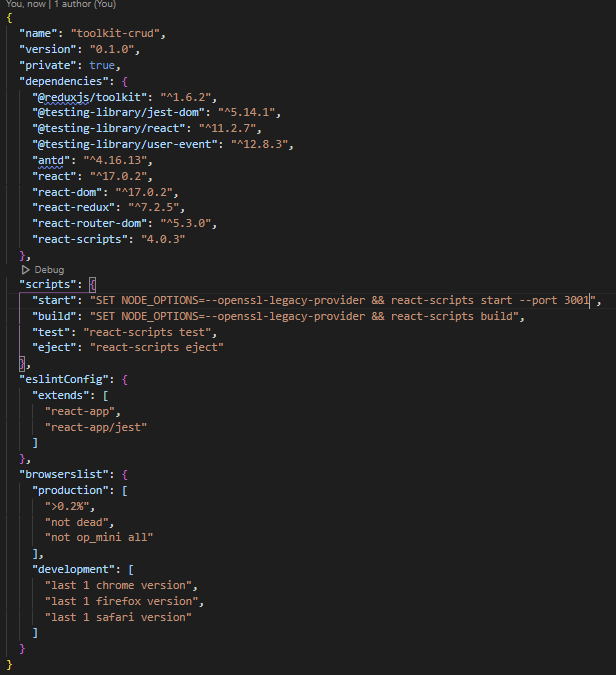 You, now | 1 author (You)
{
  "name": "toolkit-crud",
  "version": "0.1.0",
  "private": true,
  "dependencies": {
    "@reduxjs/toolkit": "^1.6.2",
    "@testing-library/jest-dom": "^5.14.1",
    "@testing-library/react": "^11.2.7",
    "@testing-library/user-event": "^12.8.3",
    "antd": "^4.16.13",
    "react": "^17.0.2",
    "react-dom": "^17.0.2",
    "react-redux": "^7.2.5",
    "react-router-dom": "^5.3.0",
    "react-scripts": "4.0.3"
  },
  Debug
  "scripts": {
    "start": "SET NODE_OPTIONS=--openssl-legacy-provider && react-scripts start --port 3001",
    "build": "SET NODE_OPTIONS=--openssl-legacy-provider && react-scripts build",
    "test": "react-scripts test",
    "eject": "react-scripts eject"
  },
  "eslintConfig": {
    "extends": [
      "react-app",
      "react-app/jest"
    ]
  },
  "browserslist": {
    "production": [
      ">0.2%",
      "not dead",
      "not op_mini all"
    ],
    "development": [
      "last 1 chrome version",
      "last 1 firefox version",
      "last 1 safari version"
    ]
  }
}